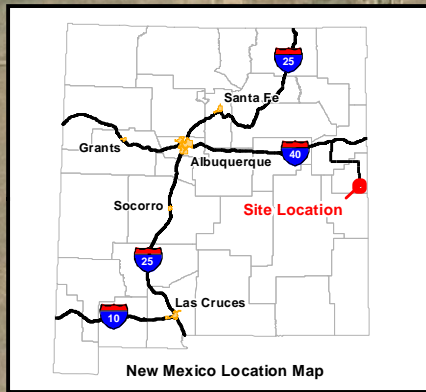 25
Santa Fe
Grants
Albuquerque
40
Socorro
Site Location
25
Las Cruces
10
New Mexico Location Map